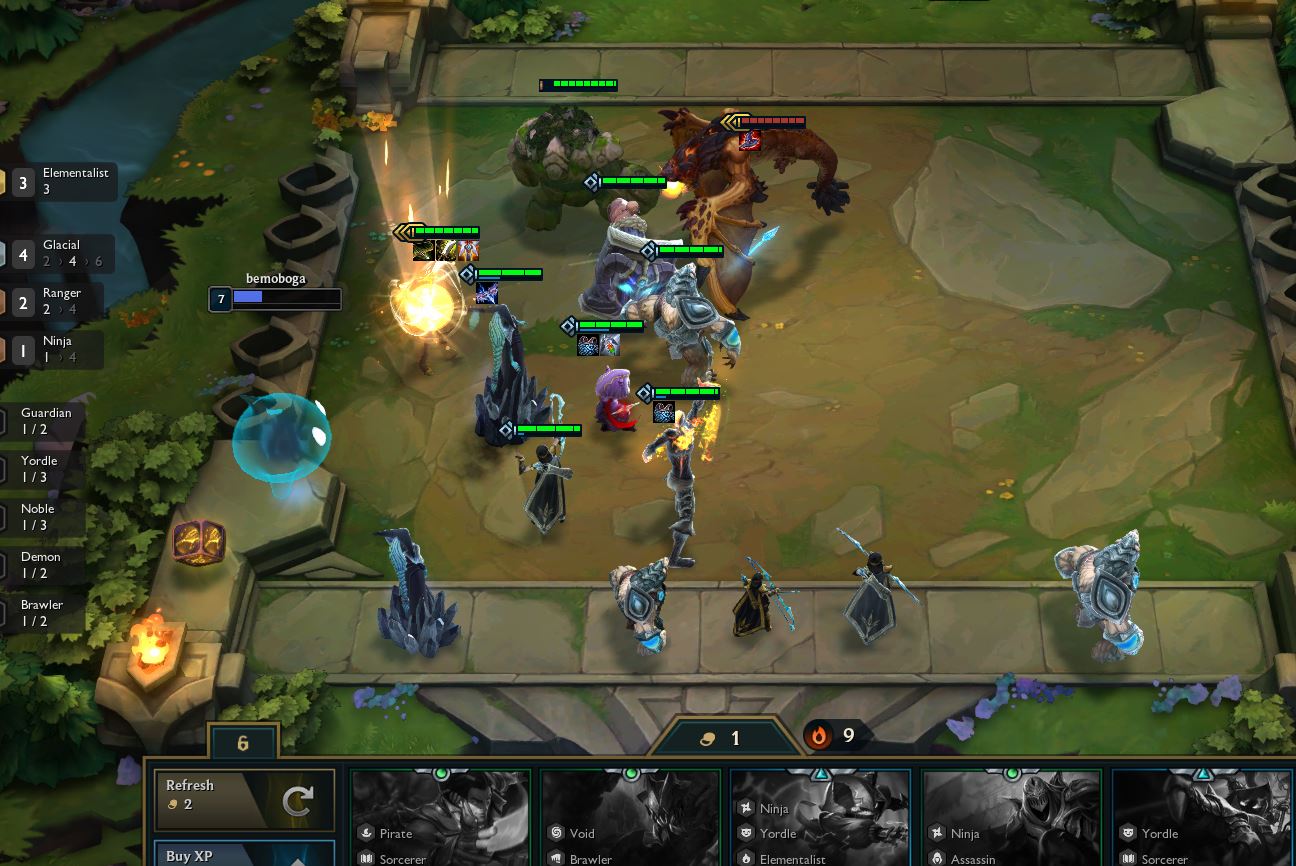 3 Elementalist
3
4 Glacial
2 › 4 › 6
2 Ranger
2 › 4
1 Ninja
1 › 4
Guardian
1 / 2
Yordle
1 / 3
Noble
1 / 3
Demon
1 / 2
Brawler
1 / 2
bemoboga
7
6
1
9
Refresh
2
Buy XP
Pirate
Sorcerer
Void
Brawler
Ninja
Yordle
Elementalist
Ninja
Assassin
Yordle
Sorcerer